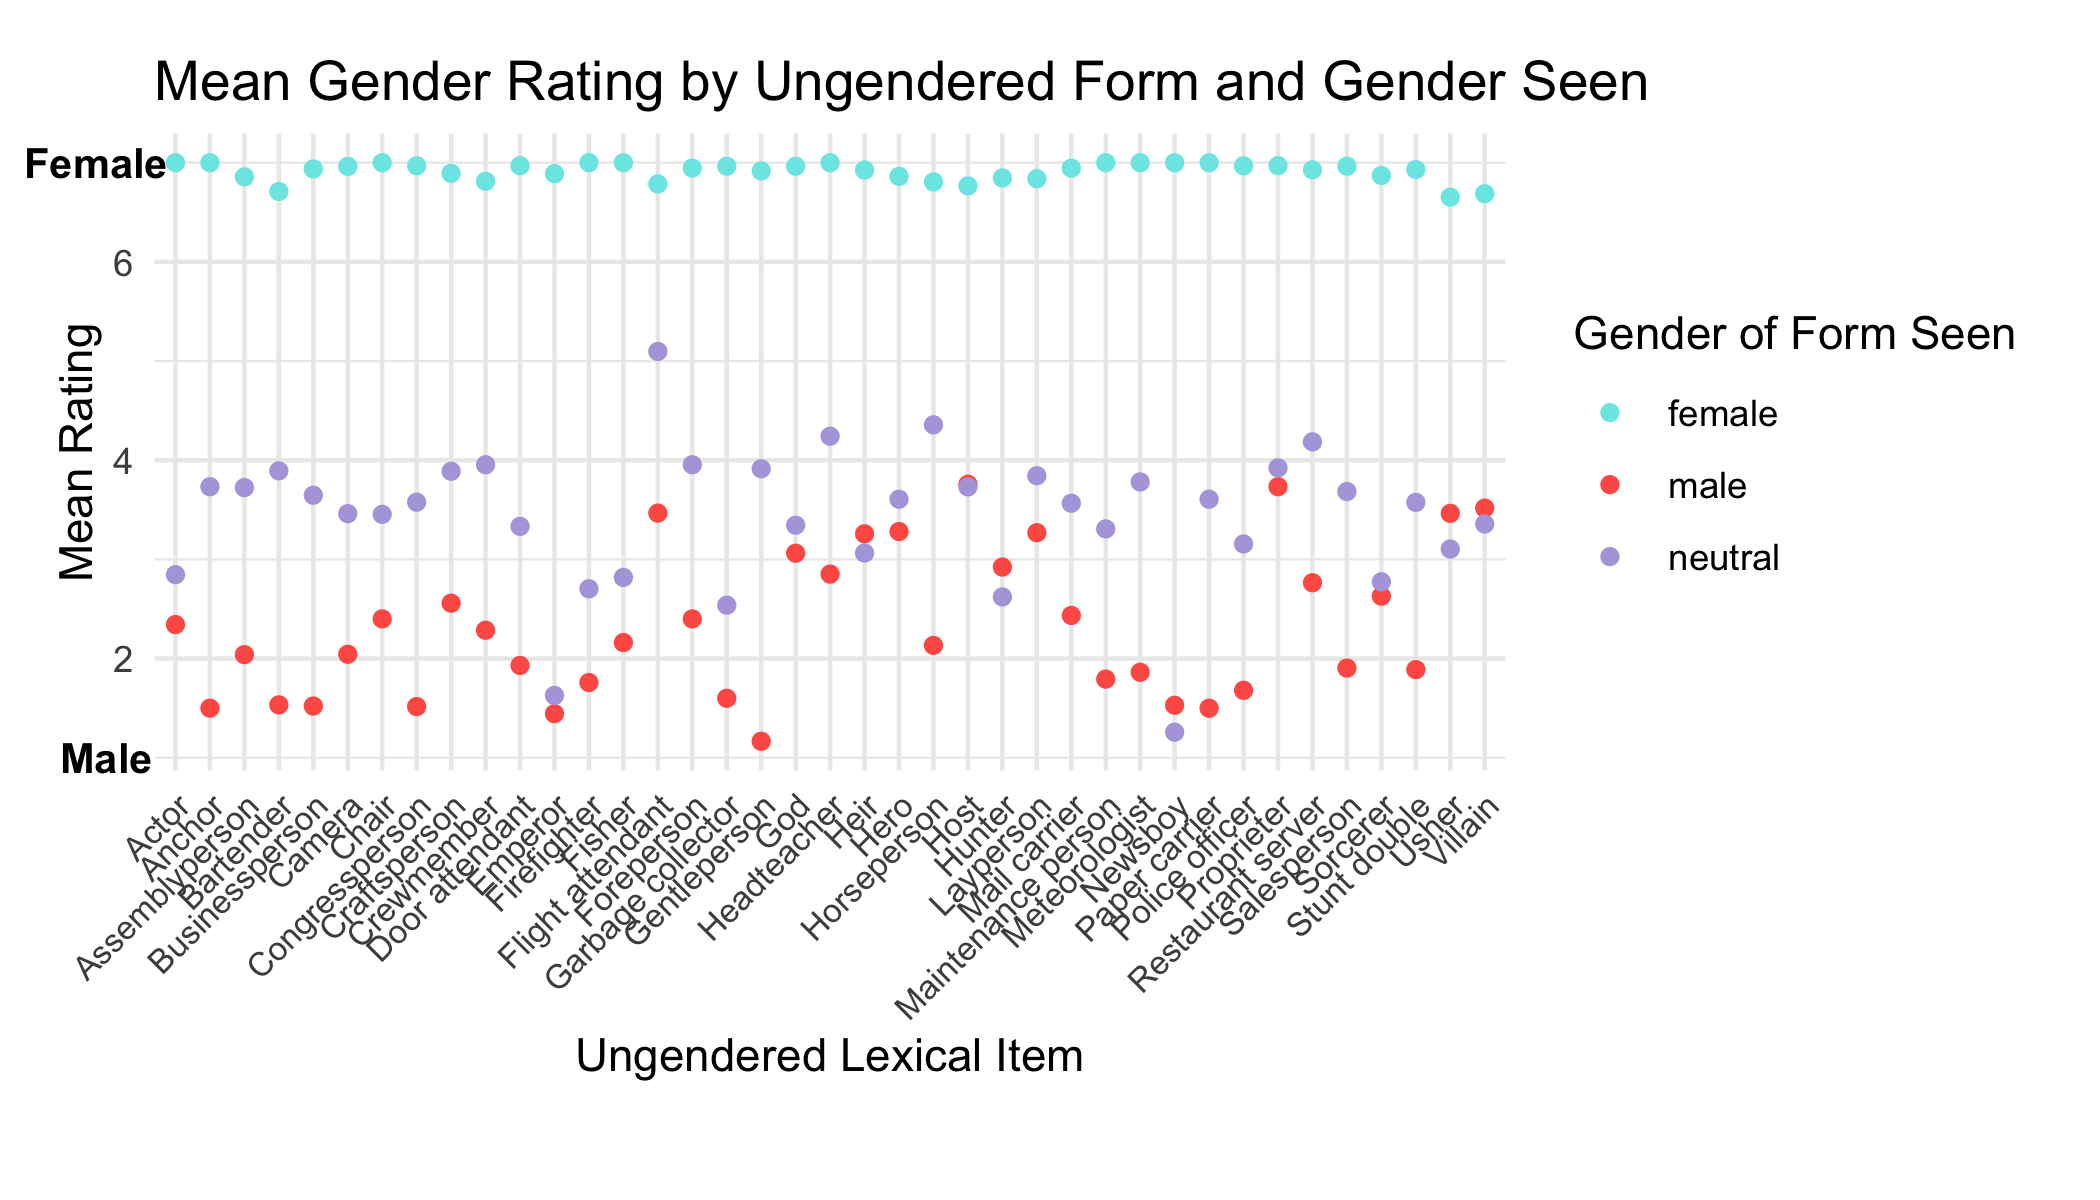 Mean Gender Rating by Ungendered Form and Gender Seen
Female
6
4
2
Male
Mean Rating
Actor
Anchor
Assemblyperson
Bartender
Businessperson
Camera
Chair
Congressperson
Craftsperson
Crewmember
Door attendant
Emperor
Firefighter
Fisher
Flight attendant
Foreperson
Garbage collector
Gentleperson
God
Headteacher
Heir
Hero
Horseperson
Host
Hunter
Layperson
Mail carrier
Maintenance person
Meteorologist
Newsboy
Paper carrier
Police officer
Proprieter
Restaurant server
Salesperson
Sorcerer
Stunt double
Usher
Villain
Ungendered Lexical Item
Gender of Form Seen
female
male
neutral